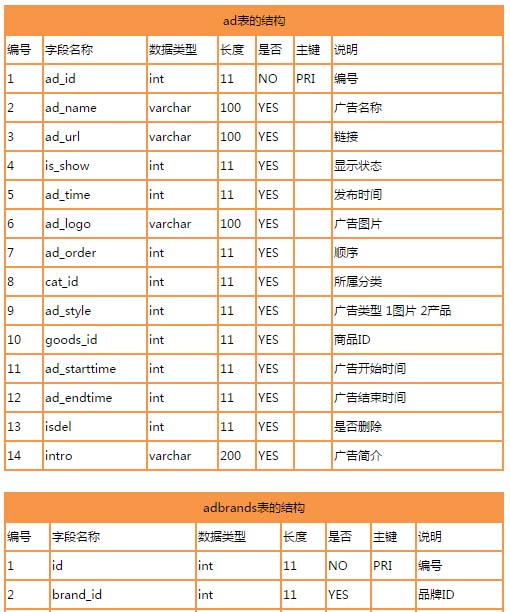 ad表的结构
编号 字段名称 数据类型 长度 是否 主键 说明
1 ad_id int 11 NO PRI 编号
2 ad_name varchar 100 YES 广告名称
3 ad_url varchar 100 YES 链接
4 is_show int 11 YES 显示状态
5 ad_time int 11 YES 发布时间
6 ad_logo varchar 100 YES 广告图片
7 ad_order int 11 YES 顺序
8 cat_id int 11 YES 所属分类
9 ad_style int 11 YES 广告类型 1图片 2产品
10 goods_id int 11 YES 商品ID
11 ad_starttime int 11 YES 广告开始时间
12 ad_endtime int 11 YES 广告结束时间
13 isdel int 11 YES 是否删除
14 intro varchar 200 YES 广告简介
adbrands表的结构
编号 字段名称 数据类型 长度 是否 主键 说明
1 id int 11 NO PRI 编号
2 brand_id int 11 YES 品牌ID